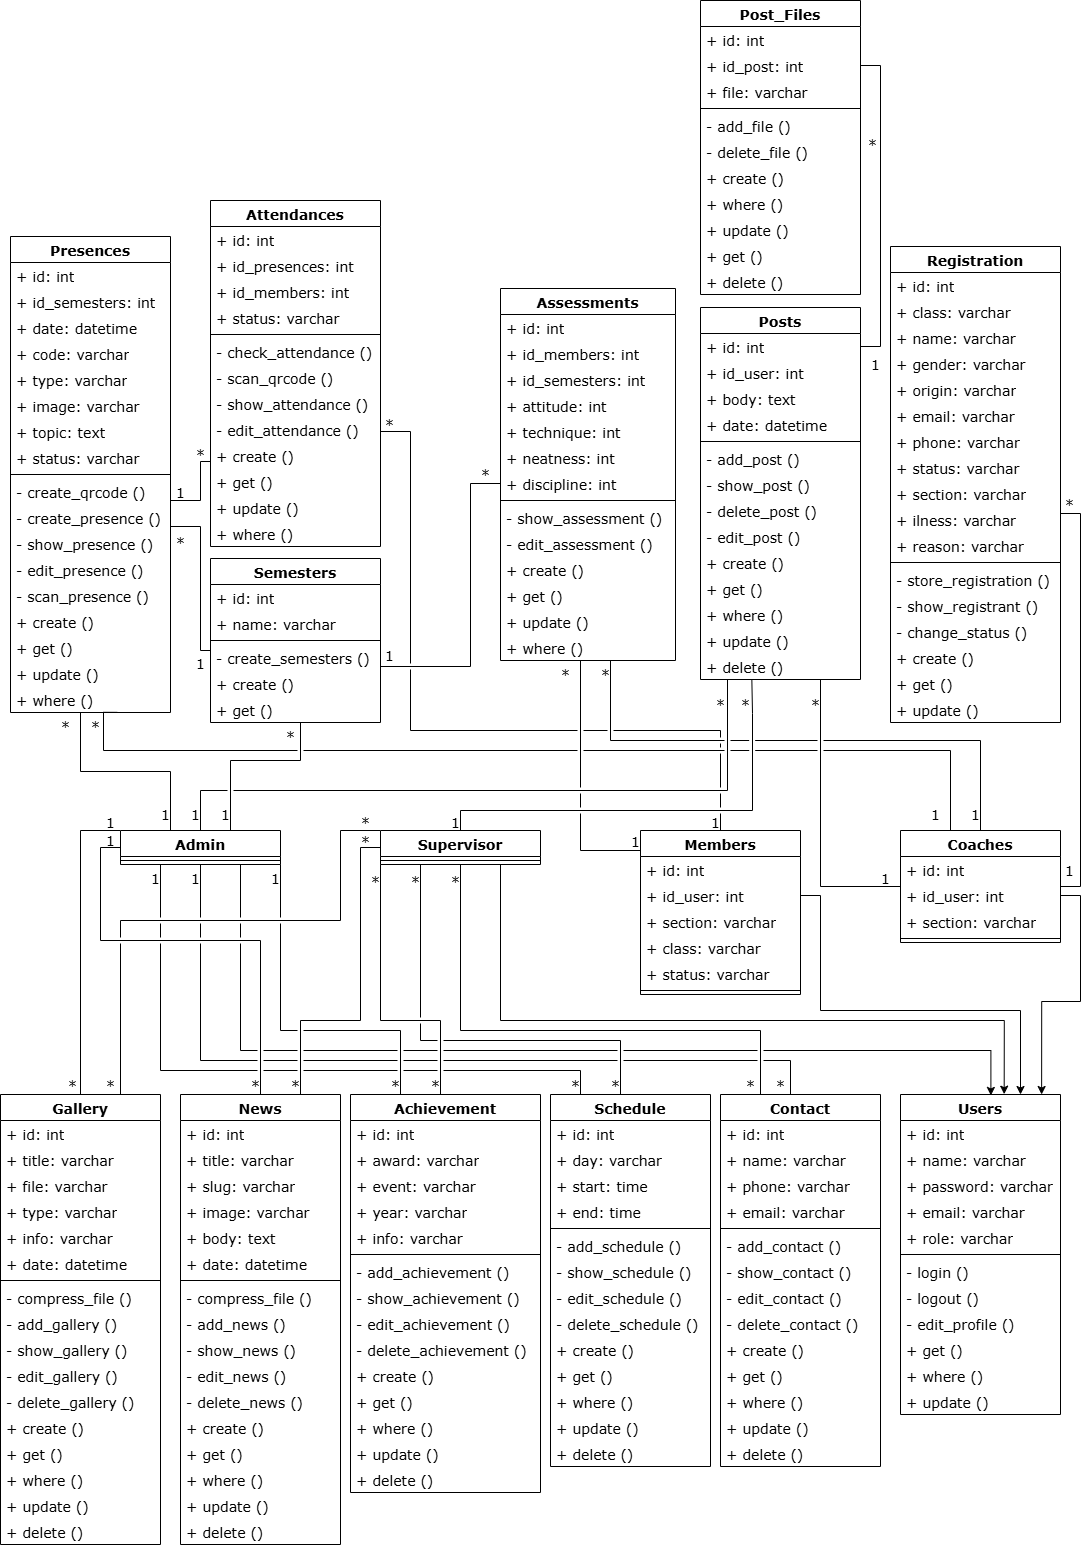 Post_Files
+ id: int
+ id_post: int
+ file: varchar
- add_file ()
- delete_file ()
+ create ()
+ where ()
+ update ()
+ get ()
+ delete ()
*
1
Presences
+ id: int
+ id_semesters: int
+ date: datetime
+ code: varchar
+ type: varchar
+ image: varchar
+ topic: text
+ status: varchar
- create_qrcode ()
- create_presence ()
- show_presence ()
- edit_presence ()
- scan_presence ()
+ create ()
+ get ()
+ update ()
+ where ()
*
1
*
1
Attendances
+ id: int
+ id_presences: int
+ id_members: int
+ status: varchar
- check_attendance ()
- scan_qrcode ()
- show_attendance ()
- edit_attendance ()
+ create ()
+ get ()
+ update ()
+ where ()
*
Semesters
+ id: int
+ name: varchar
- create_semesters ()
+ create ()
+ get ()
1
*
Assessments
+ id: int
+ id_members: int
+ id_semesters: int
+ attitude: int
+ technique: int
+ neatness: int
+ discipline: int
- show_assessment ()
- edit_assessment ()
+ create ()
+ get ()
+ update ()
+ where ()
Posts
+ id: int
+ id_user: int
+ body: text
+ date: datetime
- add_post ()
- show_post ()
- delete_post ()
- edit_post ()
+ create ()
+ get ()
+ where ()
+ update ()
+ delete ()
Registration
+ id: int
+ class: varchar
+ name: varchar
+ gender: varchar
+ origin: varchar
+ email: varchar
+ phone: varchar
+ status: varchar
+ section: varchar
+ ilness: varchar
+ reason: varchar
- store_registration ()
- show_registrant ()
- change_status ()
+ create ()
+ get ()
+ update ()
*
* * * * * * * *
1 1 1 1 1 1 1
1 * 1 * 1 1 1
Admin
1 1 1
Supervisor
* * *
Members
+ id: int
+ id_user: int
+ section: varchar
+ class: varchar
+ status: varchar
Coaches
+ id: int
+ id_user: int
+ section: varchar
* * * * * * * * * *
Gallery
+ id: int
+ title: varchar
+ file: varchar
+ type: varchar
+ info: varchar
+ date: datetime
- compress_file ()
- add_gallery ()
- show_gallery ()
- edit_gallery ()
- delete_gallery ()
+ create ()
+ get ()
+ where ()
+ update ()
+ delete ()
News
+ id: int
+ title: varchar
+ slug: varchar
+ image: varchar
+ body: text
+ date: datetime
- compress_file ()
- add_news ()
- show_news ()
- edit_news ()
- delete_news ()
+ create ()
+ get ()
+ where ()
+ update ()
+ delete ()
Achievement
+ id: int
+ award: varchar
+ event: varchar
+ year: varchar
+ info: varchar
- add_achievement ()
- show_achievement ()
- edit_achievement ()
- delete_achievement ()
+ create ()
+ get ()
+ where ()
+ update ()
+ delete ()
Schedule
+ id: int
+ day: varchar
+ start: time
+ end: time
- add_schedule ()
- show_schedule ()
- edit_schedule ()
- delete_schedule ()
+ create ()
+ get ()
+ where ()
+ update ()
+ delete ()
Contact
+ id: int
+ name: varchar
+ phone: varchar
+ email: varchar
- add_contact ()
- show_contact ()
- edit_contact ()
- delete_contact ()
+ create ()
+ get ()
+ where ()
+ update ()
+ delete ()
Users
+ id: int
+ name: varchar
+ password: varchar
+ email: varchar
+ role: varchar
- login ()
- logout ()
- edit_profile ()
+ get ()
+ where ()
+ update ()